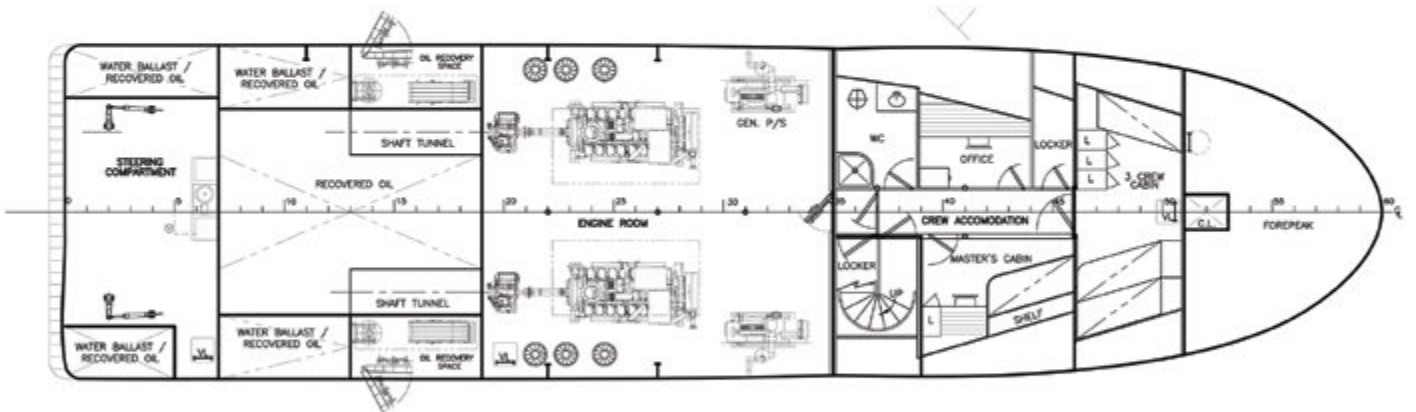 WATER BALLAST /
RECOVERED OIL
WATER BALLAST /
RECOVERED OIL
OIL RECOVERY
SPACE
GEN. P/S
WC
OFFICE
LOCKER
L
L
L
3 CREW
CABIN
SHAFT TUNNEL
STEERING
COMPARTMENT
RECOVERED OIL
0 5 10 15 20 25 30 35 40 45 50 55 60
ENGINE ROOM
CREW ACCOMODATION
VL
C.L.
FOREPEAK
LOCKER
UP
MASTER'S CABIN
L
SHELF
SHAFT TUNNEL
WATER BALLAST /
RECOVERED OIL
WATER BALLAST /
RECOVERED OIL
VL
OIL RECOVERY
SPACE
VL